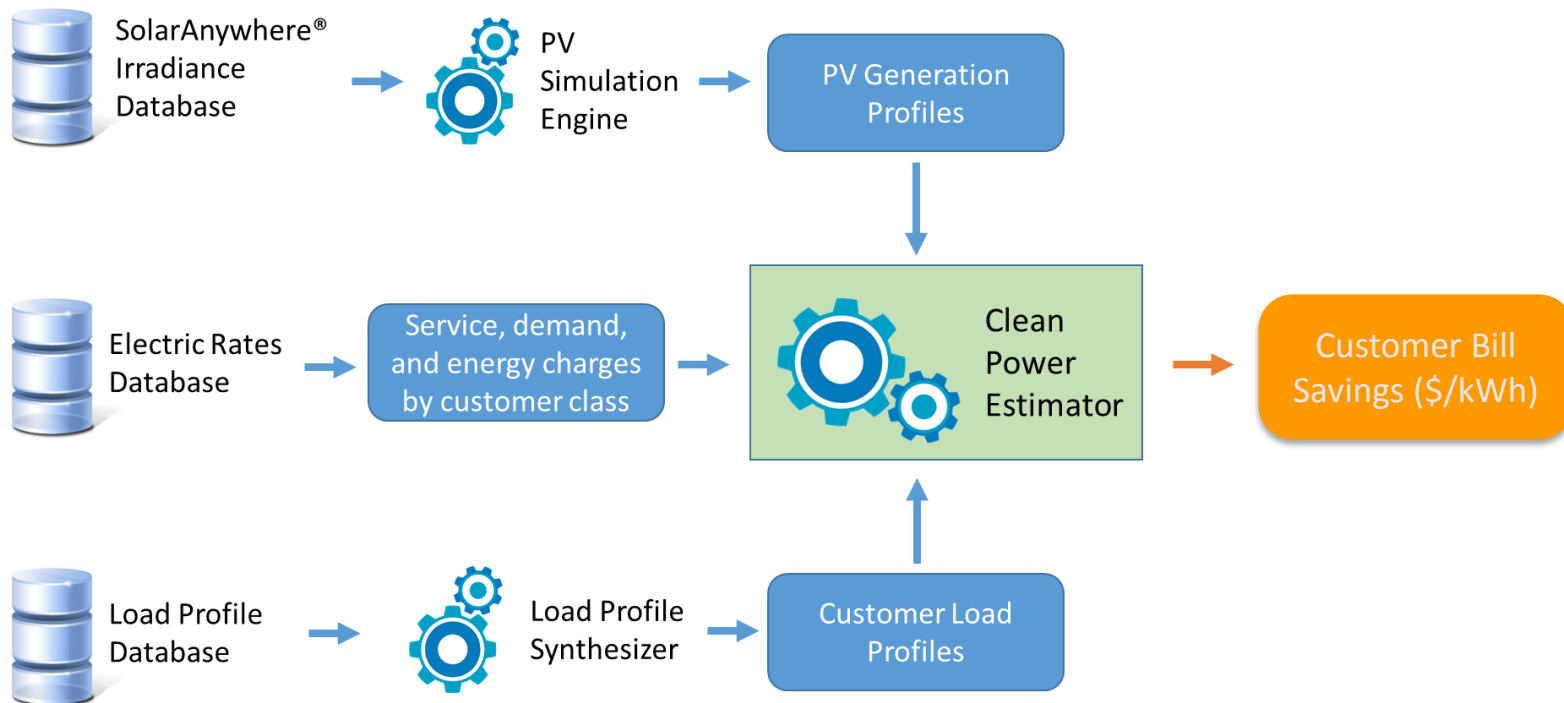 SolarAnywhere®
Irradiance
Database
PV
Simulation
Engine
PV Generation
Profiles
Electric Rates
Database
Service, demand,
and energy charges
by customer class
Clean
Power
Estimator
Customer Bill
Savings ($/kWh)
Load Profile
Database
Load Profile
Synthesizer
Customer Load
Profiles